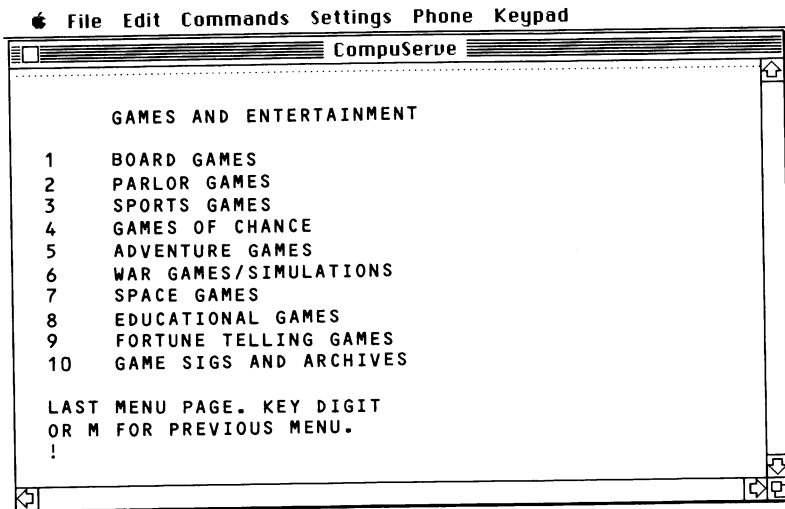 File Edit Commands Settings Phone Keypad
CompuServe
GAMES AND ENTERTAINMENT
1 BOARD GAMES
2 PARLOR GAMES
3 SPORTS GAMES
4 GAMES OF CHANCE
5 ADVENTURE GAMES
6 WAR GAMES/SIMULATIONS
7 SPACE GAMES
8 EDUCATIONAL GAMES
9 FORTUNE TELLING GAMES
10 GAME SIGS AND ARCHIVES
LAST MENU PAGE. KEY DIGIT
OR M FOR PREVIOUS MENU.
!